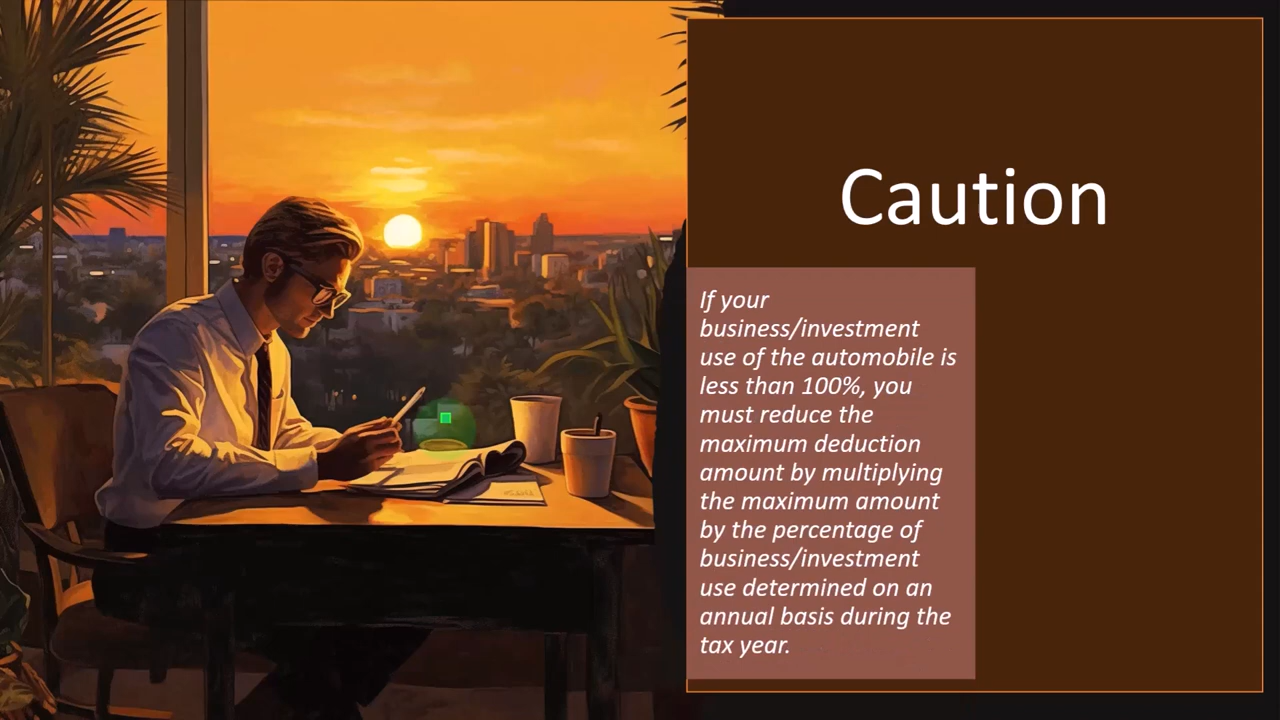 Caution
If your
business/investment
use of the automobile is
less than 100%, you
must reduce the
maximum deduction
amount by multiplying
the maximum amount
by the percentage of
business/investment
use determined on an
annual basis during the
tax year.